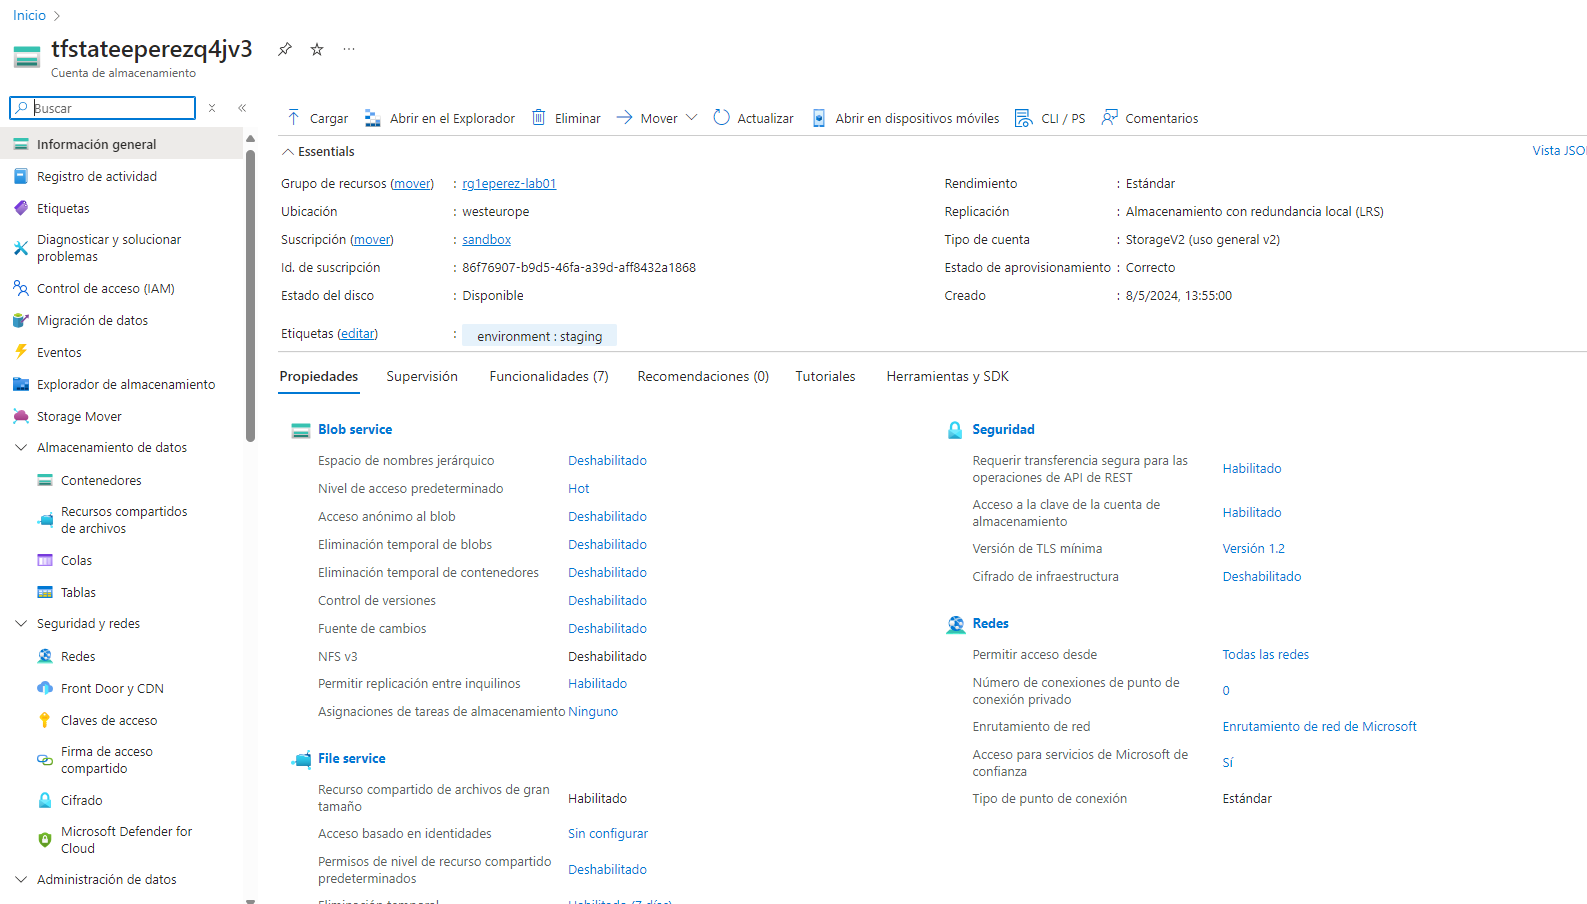 Inicio
tfstateeperezq4jv3
Cuenta de almacenamiento
Buscar
Cargar Abrir en el Explorador Eliminar Mover Actualizar Abrir en dispositivos móviles CLI / PS Comentarios
Información general
Registro de actividad
Etiquetas
Diagnosticar y solucionar
problemas
Control de acceso (IAM)
Migración de datos
Eventos
Explorador de almacenamiento
Storage Mover
Almacenamiento de datos
Contenedores
Recursos compartidos
de archivos
Colas
Tablas
Seguridad y redes
Redes
Front Door y CDN
Claves de acceso
Firma de acceso
compartido
Cifrado
Microsoft Defender for
Cloud
Administración de datos
Essentials
Vista JSO
Grupo de recursos (mover) : rg1eperez-lab01
Ubicación : westeurope
Suscripción (mover) : sandbox
Id. de suscripción : 86f76907-b9d5-46fa-a39d-aff8432a1868
Estado del disco : Disponible
Etiquetas (editar) : environment : staging
Rendimiento : Estándar
Replicación : Almacenamiento con redundancia local (LRS)
Tipo de cuenta : StorageV2 (uso general v2)
Estado de aprovisionamiento : Correcto
Creado : 8/5/2024, 13:55:00
Propiedades Supervisión Funcionalidades (7) Recomendaciones (0) Tutoriales Herramientas y SDK
Blob service
Espacio de nombres jerárquico Deshabilitado
Nivel de acceso predeterminado Hot
Acceso anónimo al blob Deshabilitado
Eliminación temporal de blobs Deshabilitado
Eliminación temporal de contenedores Deshabilitado
Control de versiones Deshabilitado
Fuente de cambios Deshabilitado
NFS v3 Deshabilitado
Permitir replicación entre inquilinos Habilitado
Asignaciones de tareas de almacenamiento Ninguno
File service
Recurso compartido de archivos de gran
tamaño Habilitado
Acceso basado en identidades Sin configurar
Permisos de nivel de recurso compartido
predeterminados Deshabilitado
Eliminación temporal Habilitado (7 días)
Seguridad
Requerir transferencia segura para las
operaciones de API de REST Habilitado
Acceso a la clave de la cuenta de
almacenamiento Habilitado
Versión de TLS mínima Versión 1.2
Cifrado de infraestructura Deshabilitado
Redes
Permitir acceso desde Todas las redes
Número de conexiones de punto de
conexión privado 0
Enrutamiento de red Enrutamiento de red de Microsoft
Acceso para servicios de Microsoft de
confianza Sí
Tipo de punto de conexión Estándar